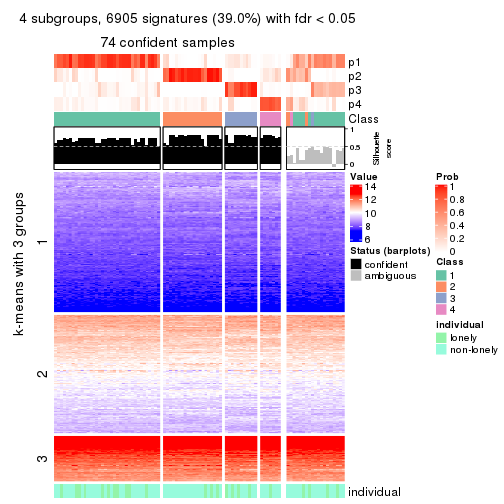 4 subgroups, 6905 signatures (39.0%) with fdr < 0.05
74 confident samples
p1
p2
p3
p4
Class
1
0.5
0
Silhouette
score
k-means with 3 groups
1
2
3
individual
Value
14
12
10
8
6
Status (barplots)
confident
ambiguous
Prob
1
0.8
0.6
0.4
0.2
0
Class
1
2
3
4
individual
lonely
non-lonely